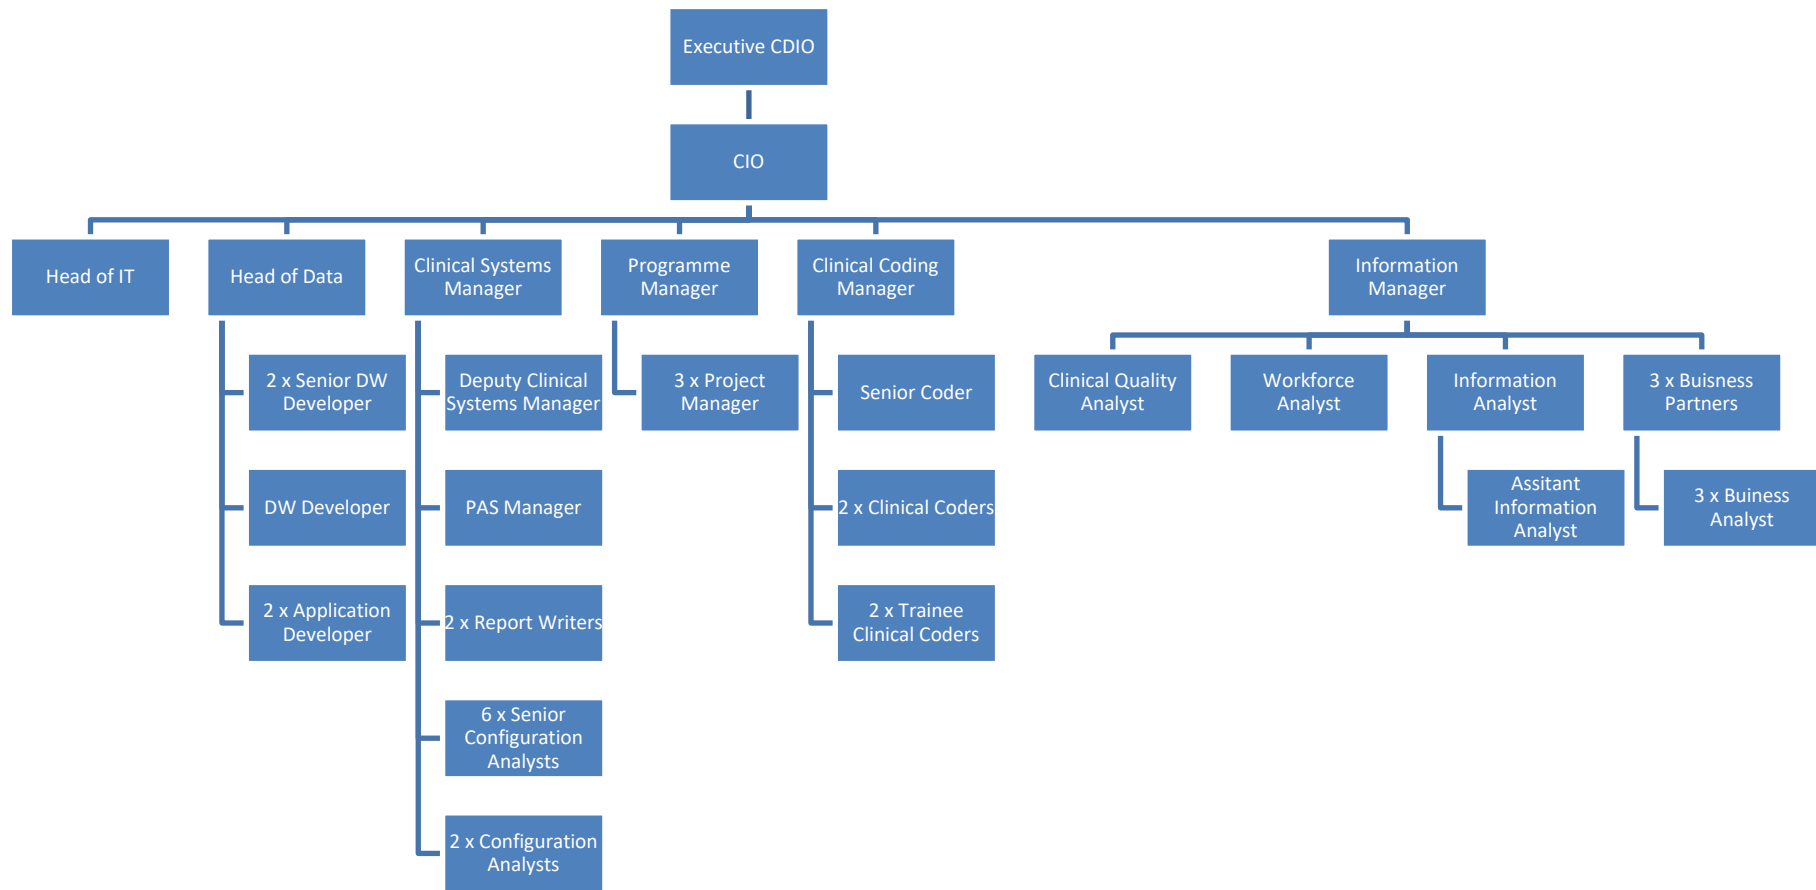 Executive CDIO
CIO
Head of IT
Head of Data
Clinical Systems
Manager
Programme
Manager
Clinical Coding
Manager
Information
Manager
2 x Senior DW
Developer
Deputy Clinical
Systems Manager
3 x Project
Manager
Senior Coder
Clinical Quality
Analyst
Workforce
Analyst
Information
Analyst
3 x Buisness
Partners
DW Developer
PAS Manager
2 x Clinical Coders
Assitant
Information
Analyst
3 x Buiness
Analyst
2 x Application
Developer
2 x Report Writers
2 x Trainee
Clinical Coders
6 x Senior
Configuration
Analysts
2 x Configuration
Analysts